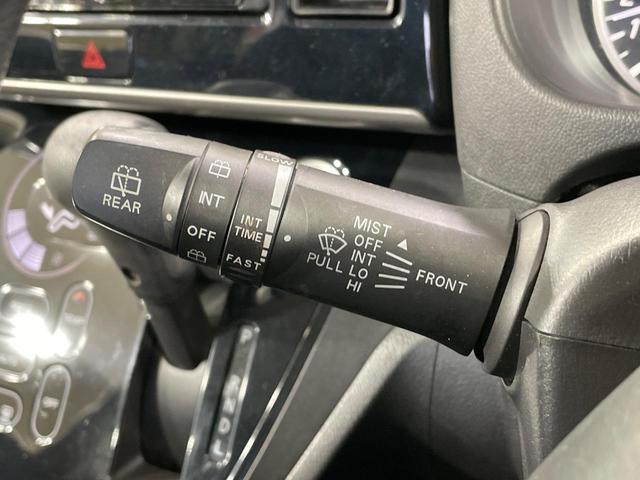 REAR
INT
OFF
SLOW
INT
TIME
FAST
MIST
OFF
INT
LO
HI
PULL
FRONT
P
R
N
D